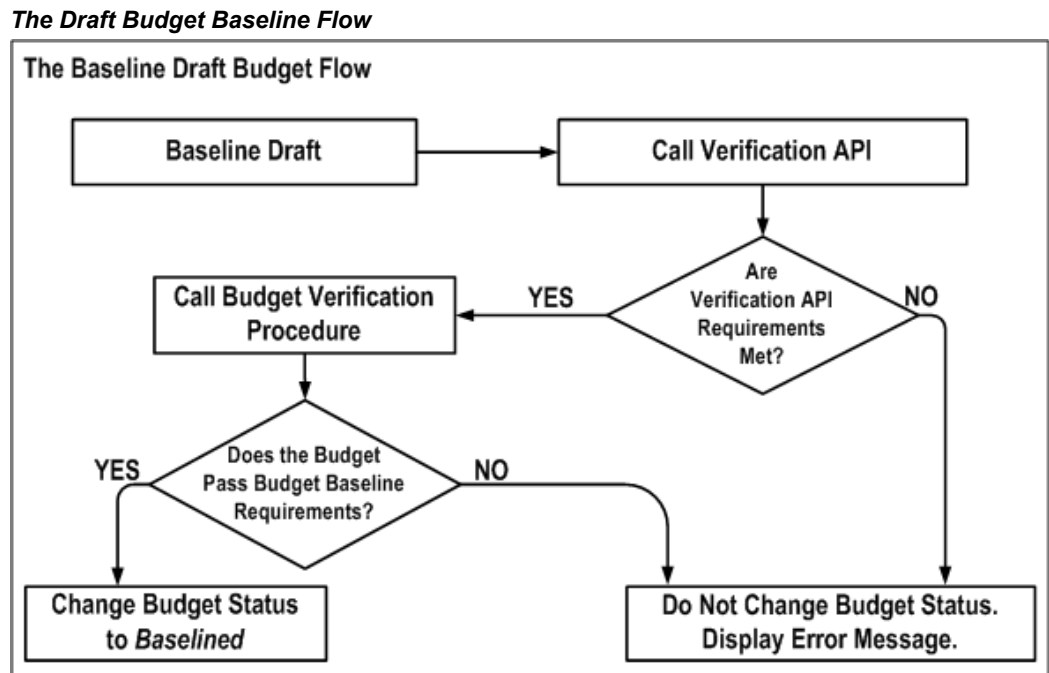 The Draft Budget Baseline Flow
The Baseline Draft Budget Flow
Baseline Draft
Call Verification API
Are
Verification API
Requirements
Met?
YES
NO
Call Budget Verification
Procedure
Does the Budget
Pass Budget Baseline
Requirements?
YES
NO
Change Budget Status
to Baselined
Do Not Change Budget Status.
Display Error Message.